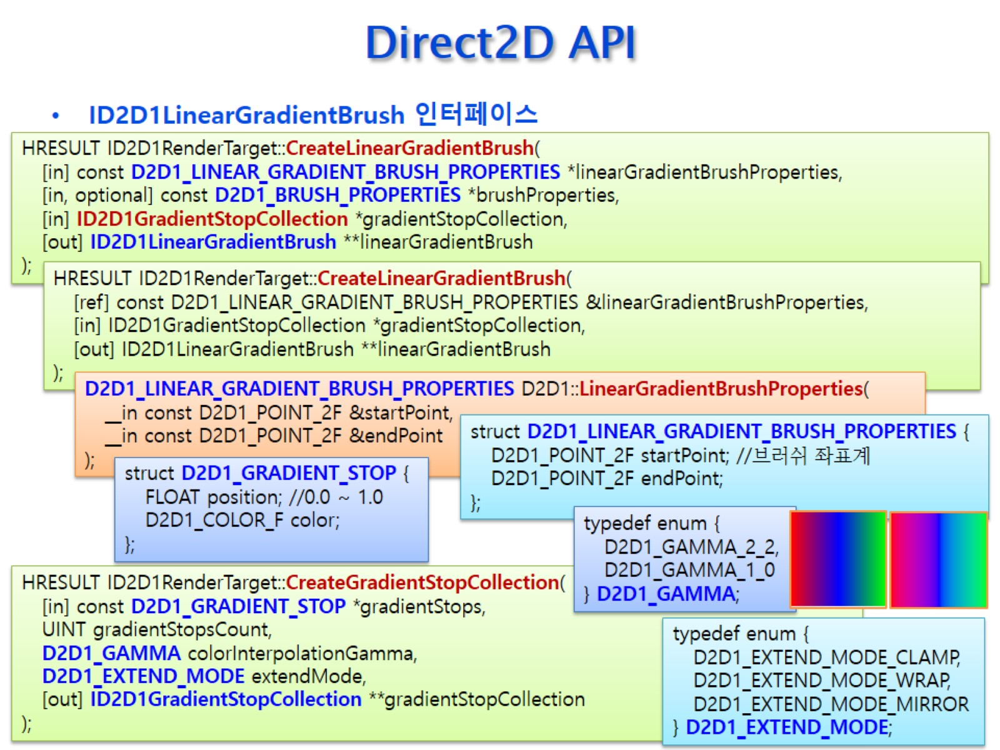 Direct2D API
• ID2D1LinearGradientBrush 인터페이스
HRESULT ID2D1RenderTarget::CreateLinearGradientBrush(
[in] const D2D1_LINEAR_GRADIENT_BRUSH_PROPERTIES *linearGradientBrushProperties,
[in, optional] const D2D1_BRUSH_PROPERTIES *brushProperties,
[in] ID2D1GradientStopCollection *gradientStopCollection,
[out] ID2D1LinearGradientBrush **linearGradientBrush
);
HRESULT ID2D1RenderTarget::CreateLinearGradientBrush(
[ref] const D2D1_LINEAR_GRADIENT_BRUSH_PROPERTIES &linearGradientBrushProperties,
[in] ID2D1GradientStopCollection *gradientStopCollection,
[out] ID2D1LinearGradientBrush **linearGradientBrush
);
D2D1_LINEAR_GRADIENT_BRUSH_PROPERTIES D2D1::LinearGradientBrushProperties(
__in const D2D1_POINT_2F &startPoint,
__in const D2D1_POINT_2F &endPoint
);
struct D2D1_LINEAR_GRADIENT_BRUSH_PROPERTIES {
D2D1_POINT_2F startPoint; //브러쉬 좌표계
D2D1_POINT_2F endPoint;
};
struct D2D1_GRADIENT_STOP {
FLOAT position; //0.0 ~ 1.0
D2D1_COLOR_F color;
};
typedef enum {
D2D1_GAMMA_2_2,
D2D1_GAMMA_1_0
} D2D1_GAMMA;
HRESULT ID2D1RenderTarget::CreateGradientStopCollection(
[in] const D2D1_GRADIENT_STOP *gradientStops,
UINT gradientStopsCount,
D2D1_GAMMA colorInterpolationGamma,
D2D1_EXTEND_MODE extendMode,
[out] ID2D1GradientStopCollection **gradientStopCollection
);
typedef enum {
D2D1_EXTEND_MODE_CLAMP,
D2D1_EXTEND_MODE_WRAP,
D2D1_EXTEND_MODE_MIRROR
} D2D1_EXTEND_MODE;